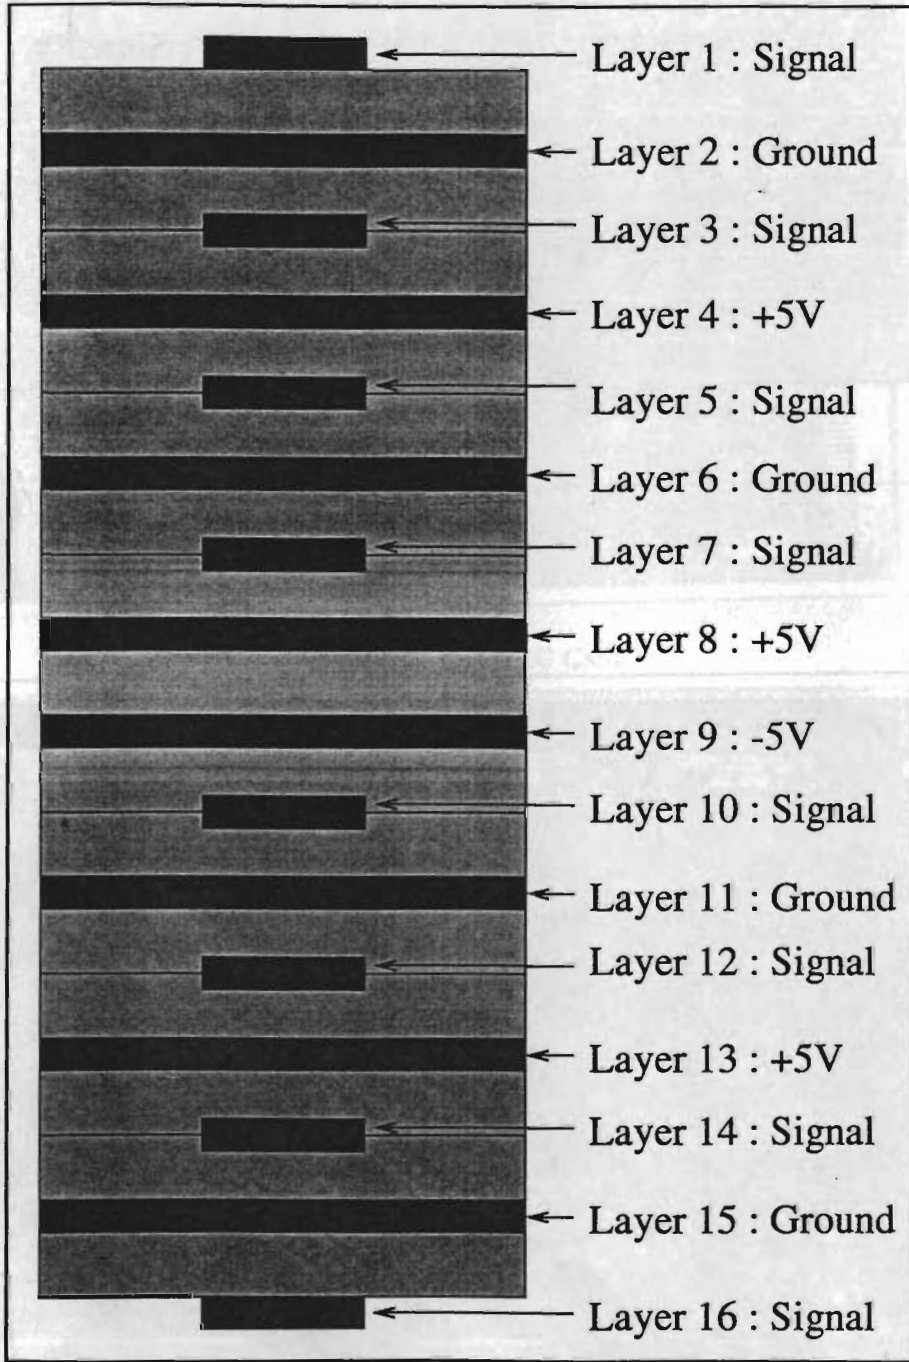 Layer 1 : Signal
Layer 2 : Ground
Layer 3 : Signal
Layer 4 : +5V
Layer 5 : Signal
Layer 6 : Ground
Layer 7 : Signal
Layer 8 : +5V
Layer 9 : -5V
Layer 10 : Signal
Layer 11 : Ground
Layer 12 : Signal
Layer 13 : +5V
Layer 14 : Signal
Layer 15 : Ground
Layer 16 : Signal